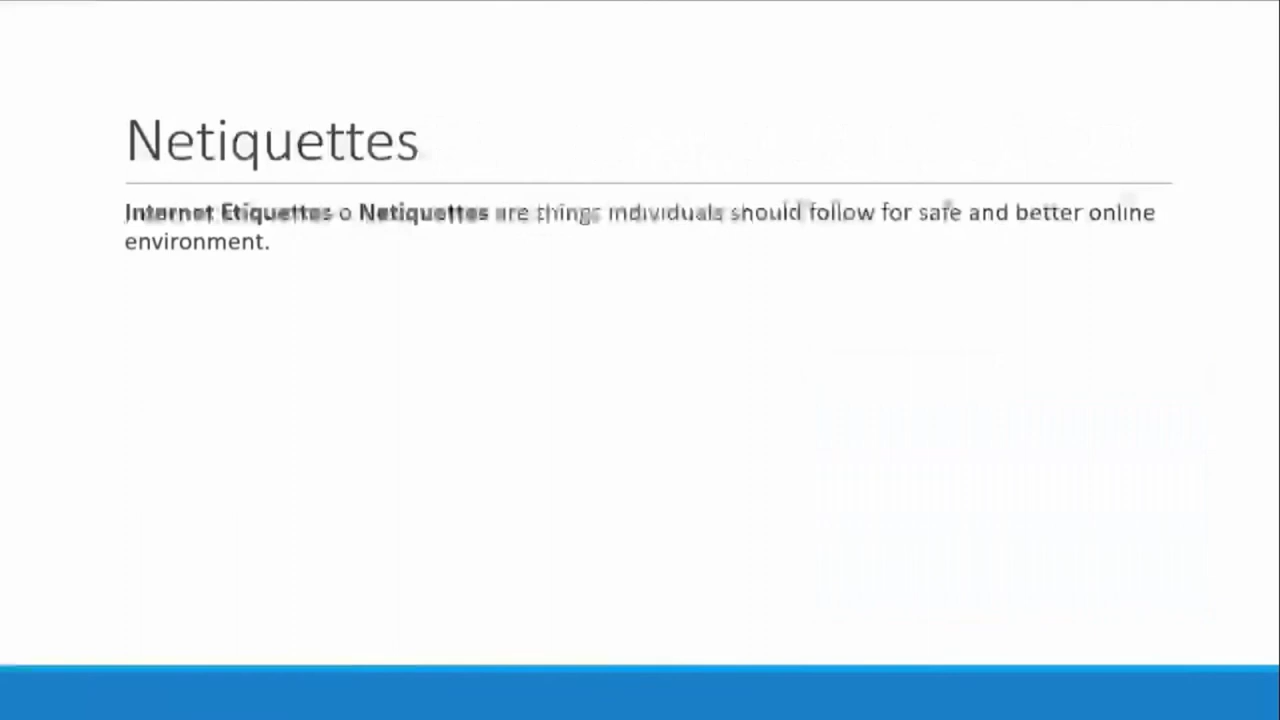 Netiquettes
Internet Etiquettes o Netiquettes are things individuals should follow for safe and better online
environment.